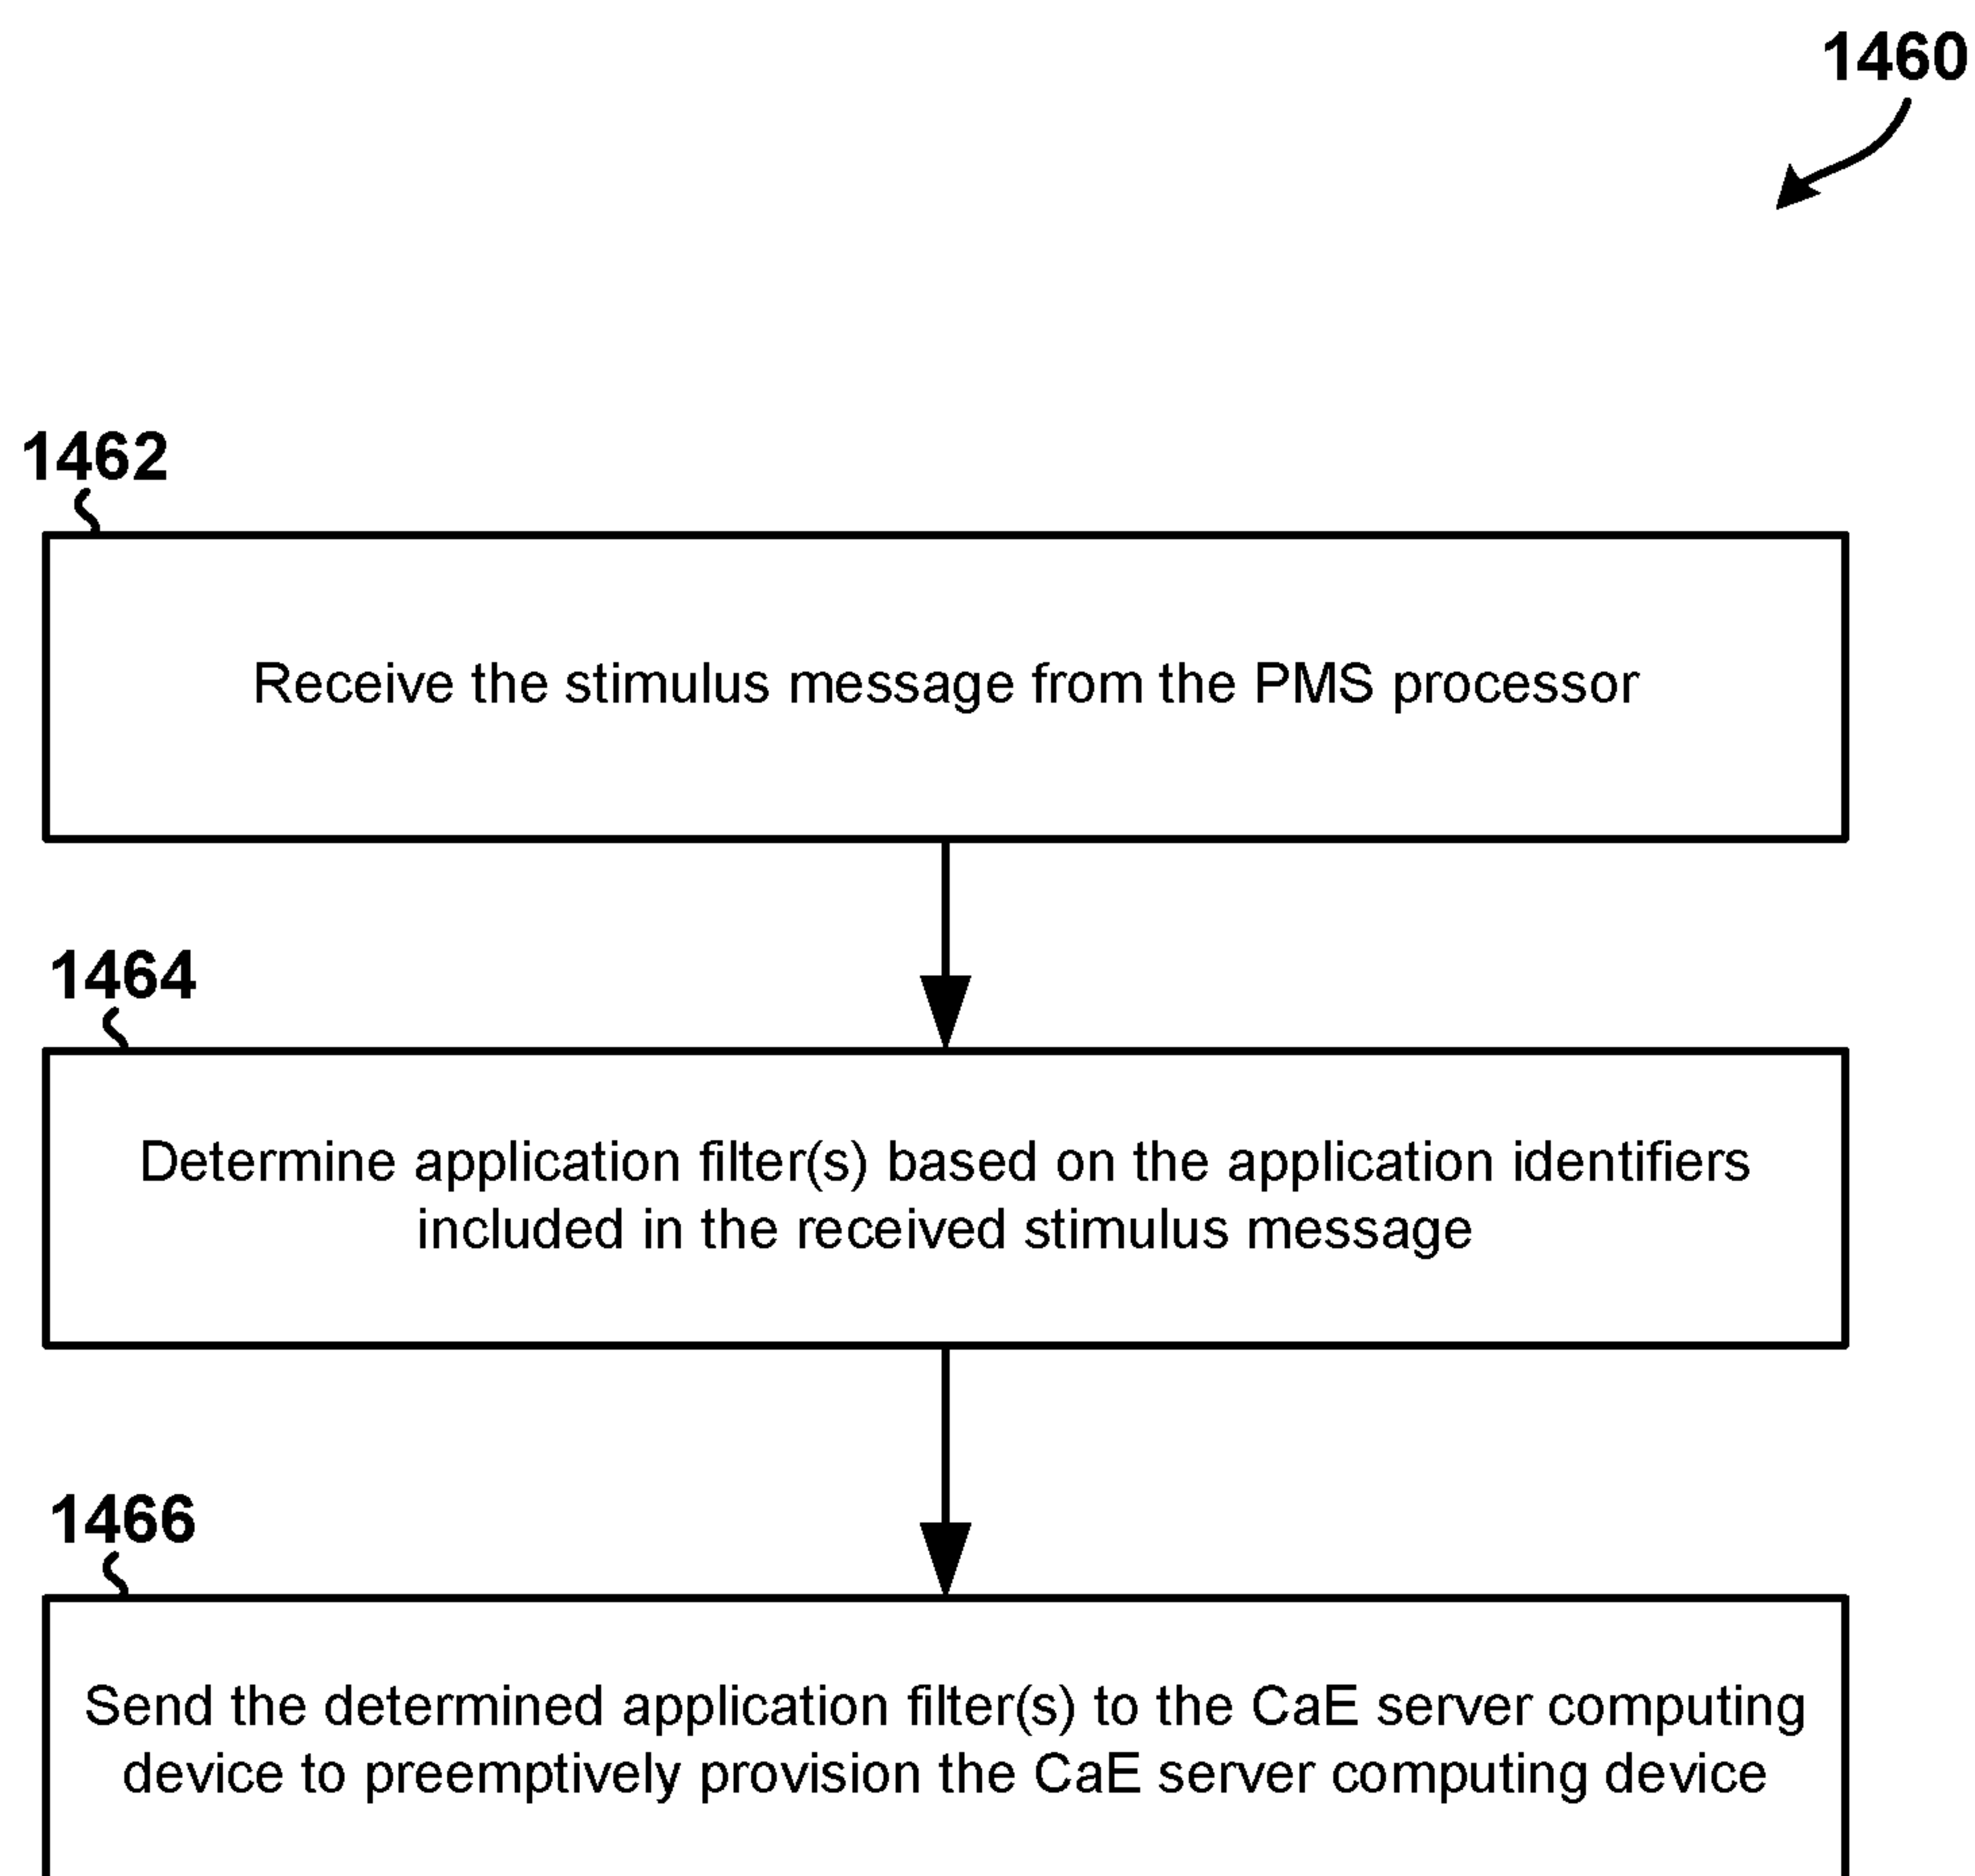 1460
1462
Receive the stimulus message from the PMS processor
1464
Determine application filter(s) based on the application identifiers
included in the received stimulus message
1466
Send the determined application filter(s) to the CaE server computing
device to preemptively provision the CaE server computing device